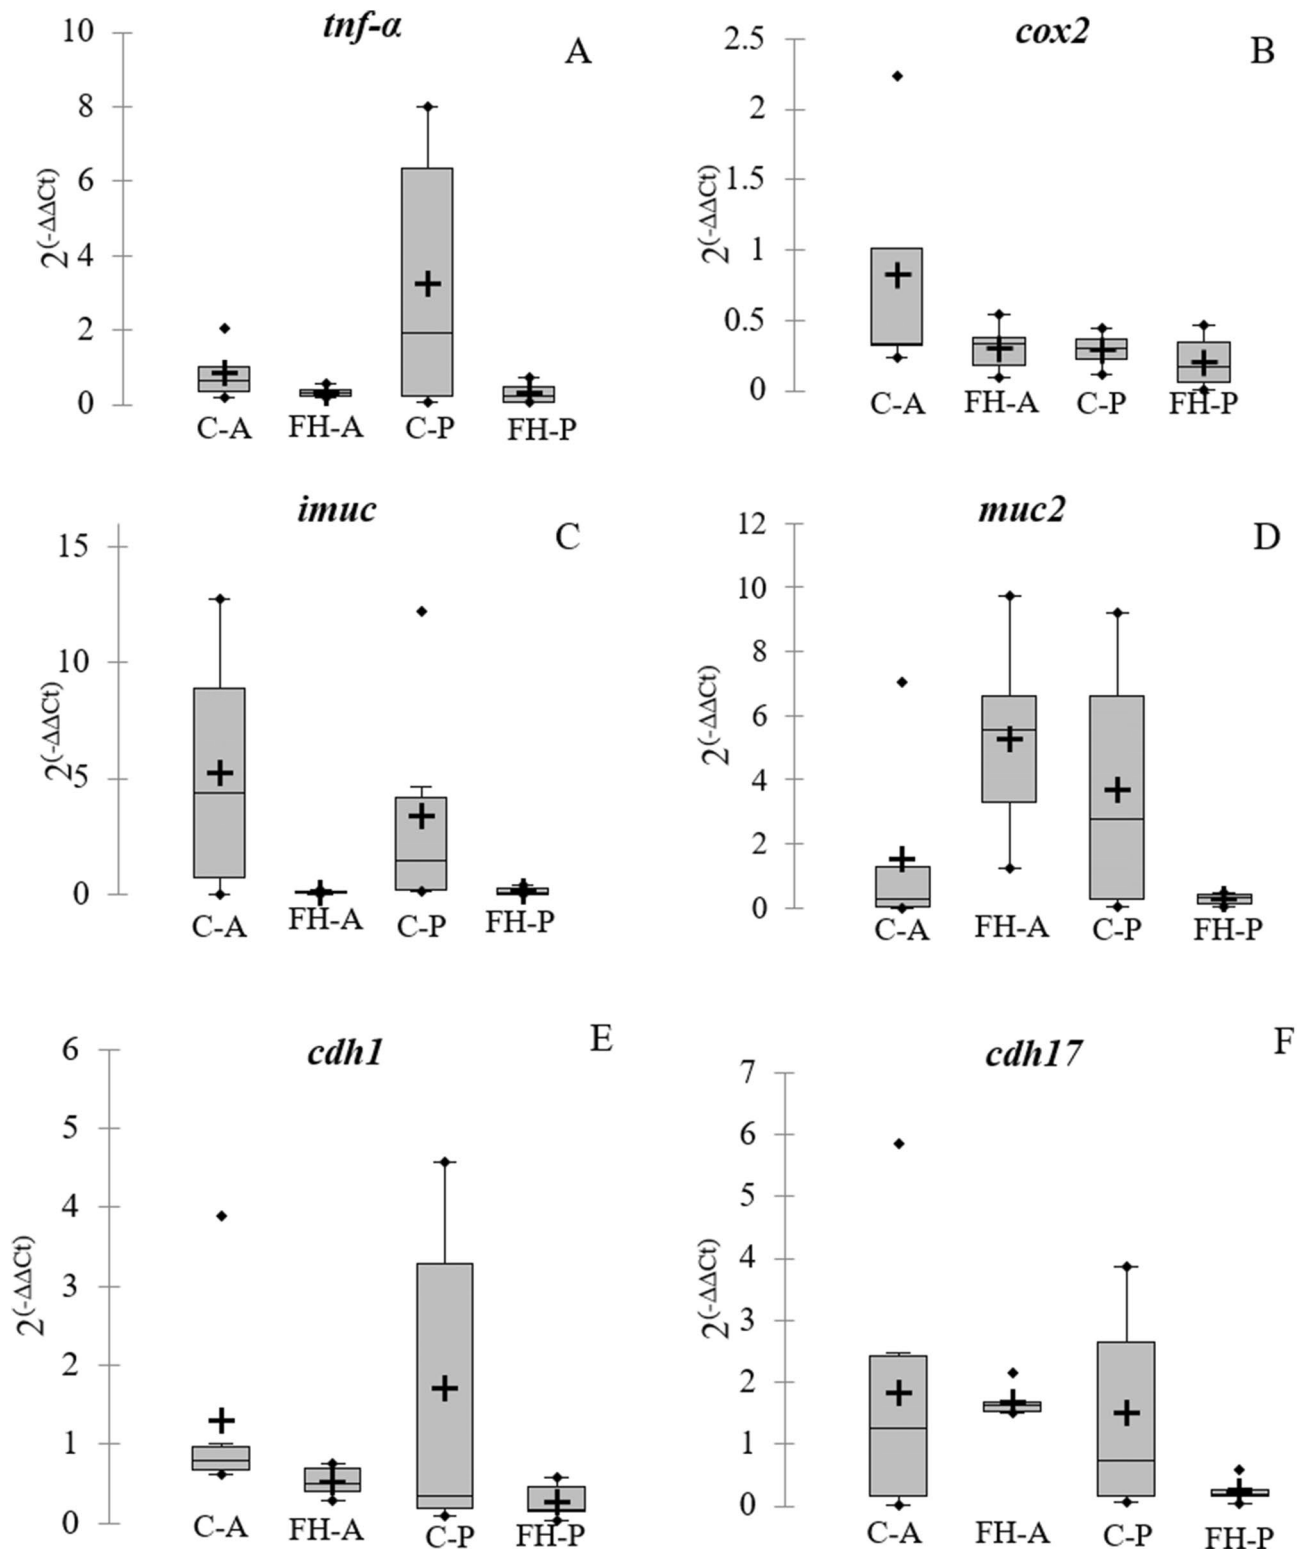 tnf-α
A
10
8
6
4
2
0
2(-ΔΔCt)
C-A
FH-A
C-P
FH-P
cox2
B
2.5
2
1.5
1
0.5
0
2(-ΔΔCt)
C-A
FH-A
C-P
FH-P
imuc
C
15
10
5
0
2(-ΔΔCt)
C-A
FH-A
C-P
FH-P
muc2
D
12
10
8
6
4
2
0
2(-ΔΔCt)
C-A
FH-A
C-P
FH-P
cdh1
E
6
5
4
3
2
1
0
2(-ΔΔCt)
C-A
FH-A
C-P
FH-P
cdh17
F
7
6
5
4
3
2
1
0
2(-ΔΔCt)
C-A
FH-A
C-P
FH-P